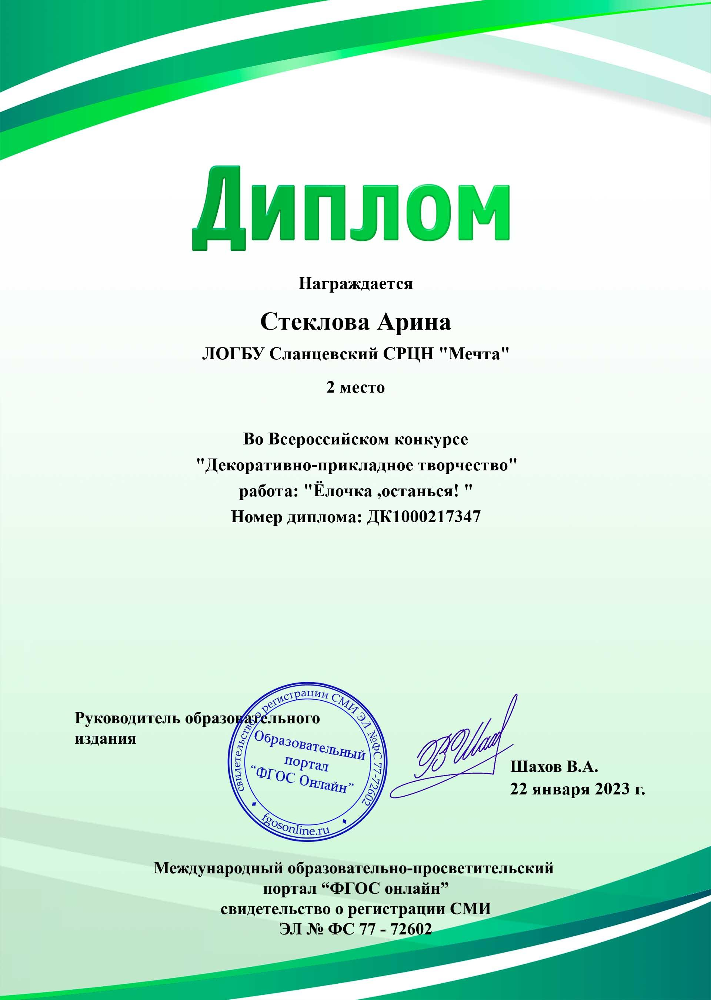 Диплом
Награждается
Стеклова Арина
ЛОГБУ Сланцевский СРЦН "Мечта"
2 место
Во Всероссийском конкурсе
"Декоративно-прикладное творчество"
работа: "Ёлочка ,останься! "
Номер диплома: ДК1000217347
Руководитель образовательного
издания
свидетельство о регистрации СМИ ЭЛ №ФС 77-72602
Образовательный
портал
“ФГОС Онлайн”
fgosonline.ru
В Шах
Шахов В.А.
22 января 2023 г.
Международный образовательно-просветительский
портал “ФГОС онлайн”
свидетельство о регистрации СМИ
ЭЛ № ФС 77 - 72602